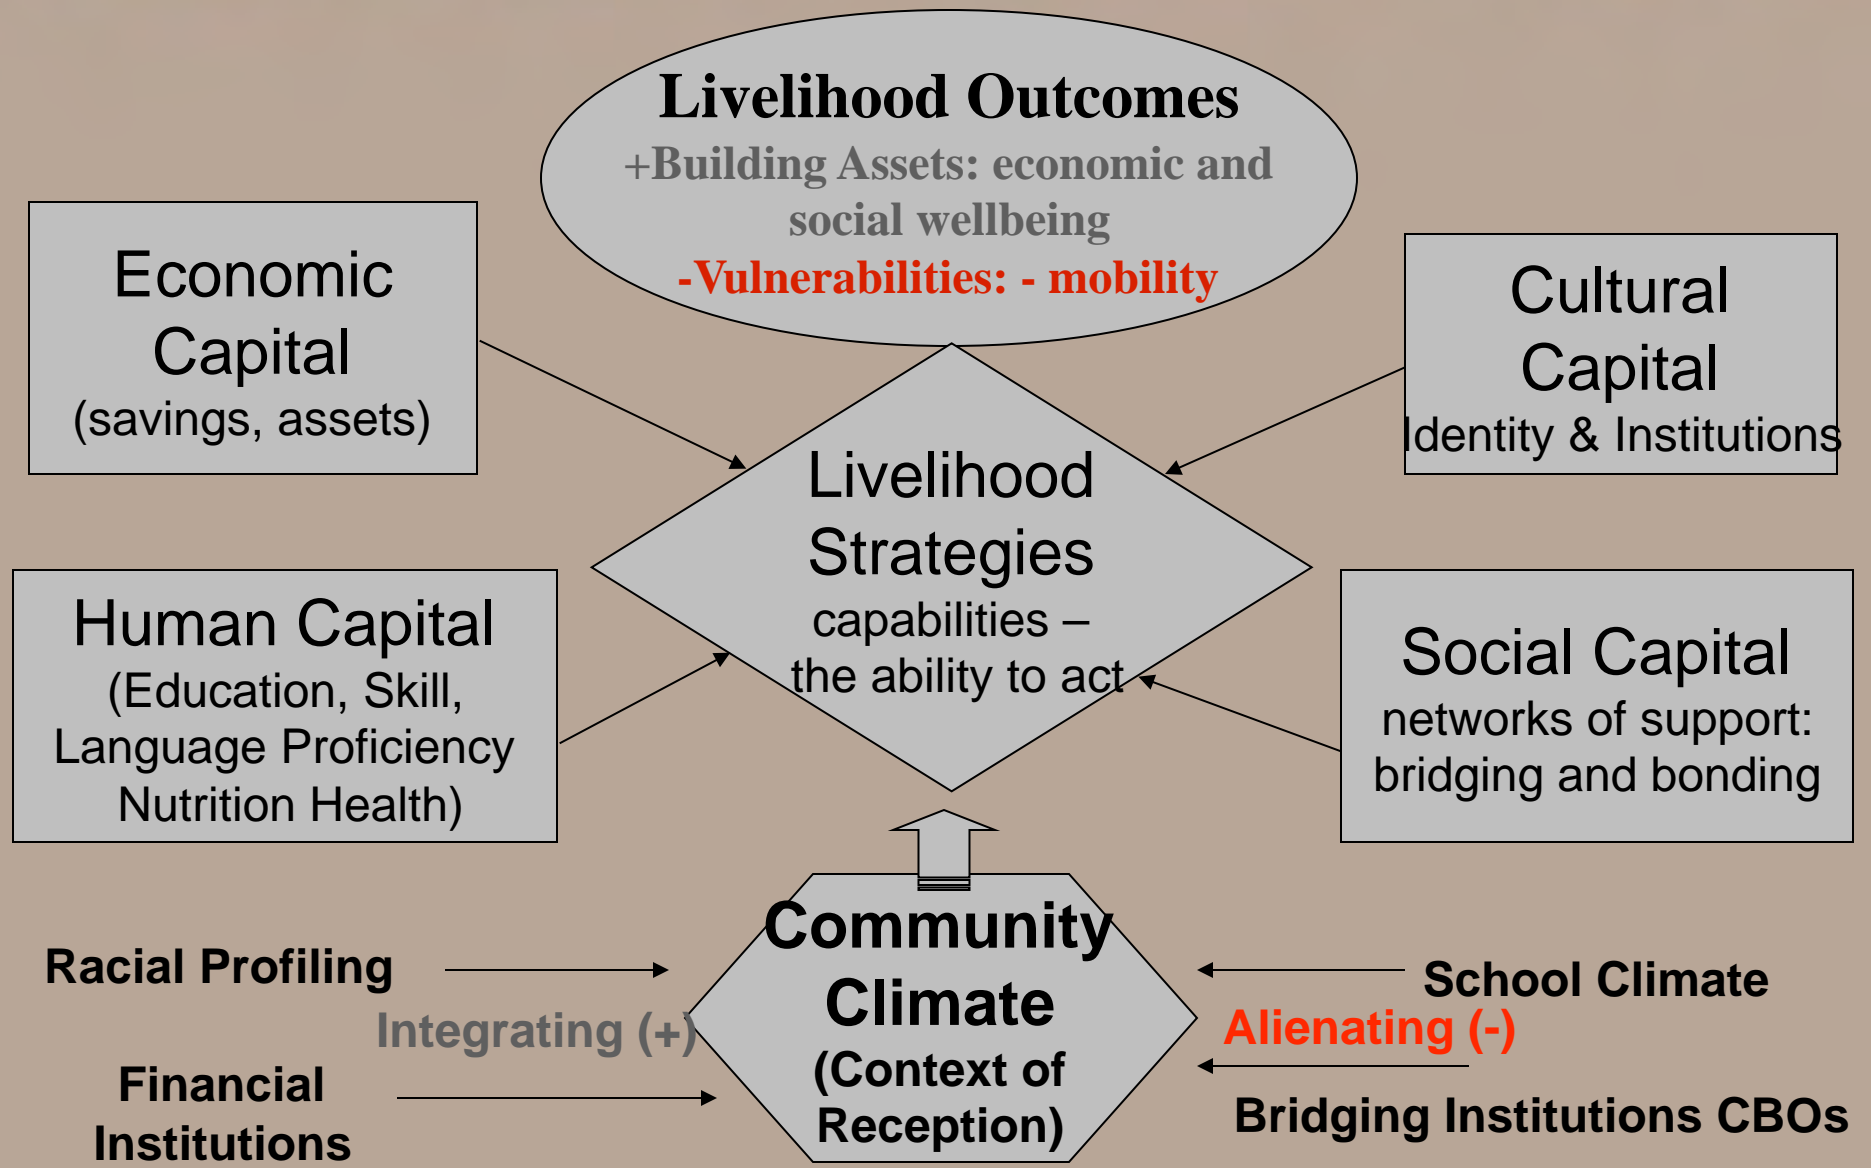 Livelihood Outcomes
+Building Assets: economic and
social wellbeing
-Vulnerabilities: - mobility
Economic
Capital
(savings, assets)
Cultural
Capital
Identity & Institutions
Livelihood
Strategies
capabilities –
the ability to act
Human Capital
(Education, Skill,
Language Proficiency
Nutrition Health)
Social Capital
networks of support:
bridging and bonding
Community
Climate
(Context of
Reception)
Racial Profiling
Integrating (+)
Financial
Institutions
School Climate
Alienating (-)
Bridging Institutions CBOs